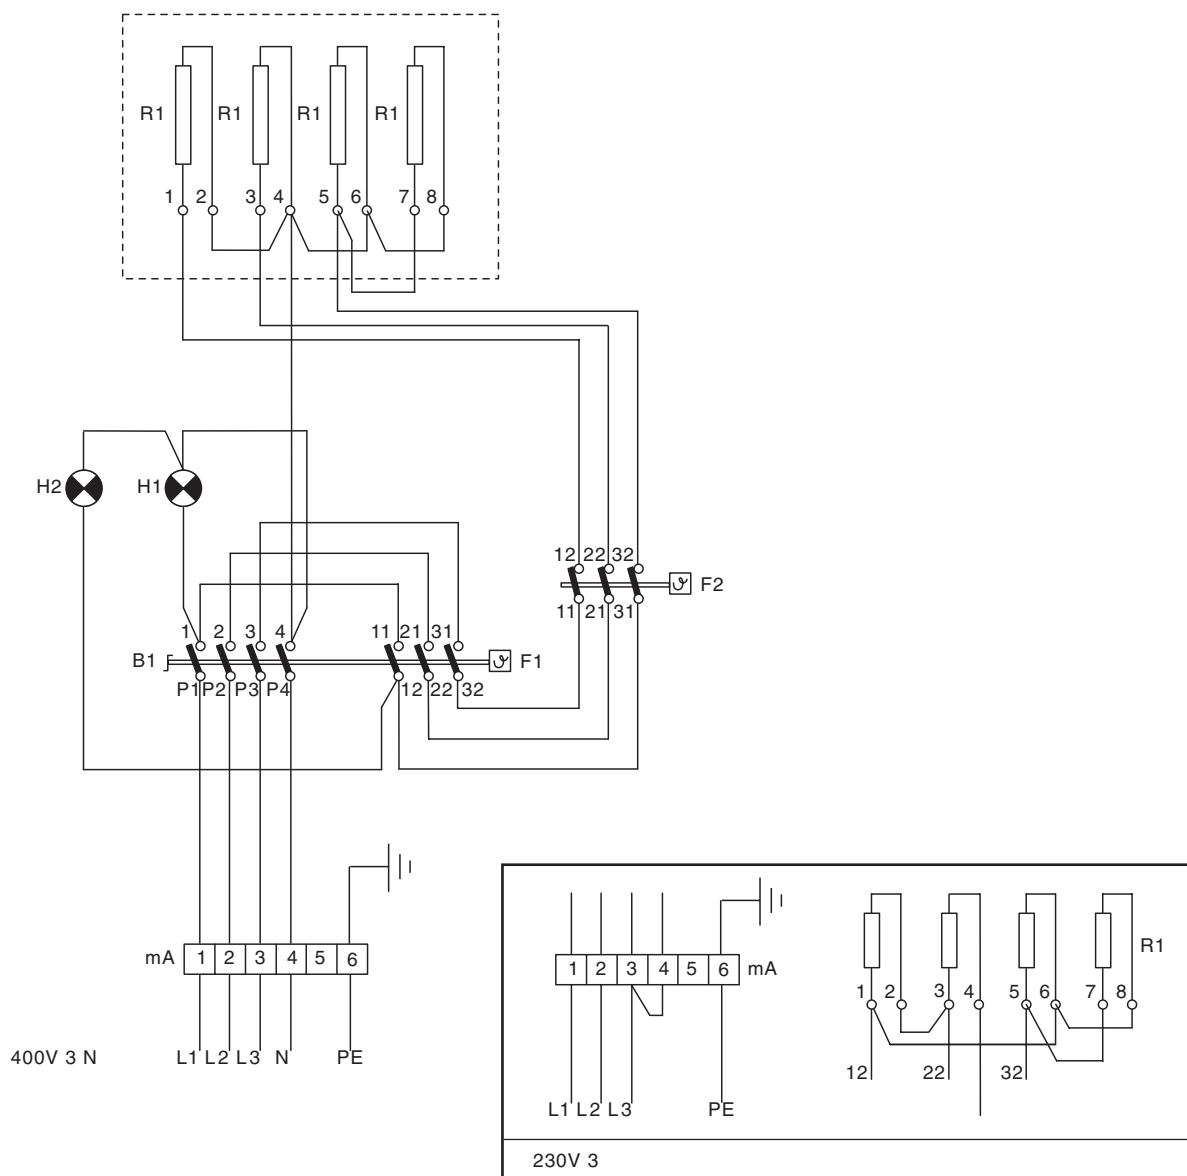 R1 R1 R1 R1
1 2 3 4 5 6 7 8
H2 H1
12 22 32
ϑ F2
11 21 31
1 2 3 4 11 21 31
B1 ϑ F1
P1 P2 P3 P4 12 22 32
mA 1 2 3 4 5 6
400V 3 N L1 L2 L3 N PE
1 2 3 4 5 6 mA
L1 L2 L3 PE
R1
1 2 3 4 5 6 7 8
12 22 32
230V 3